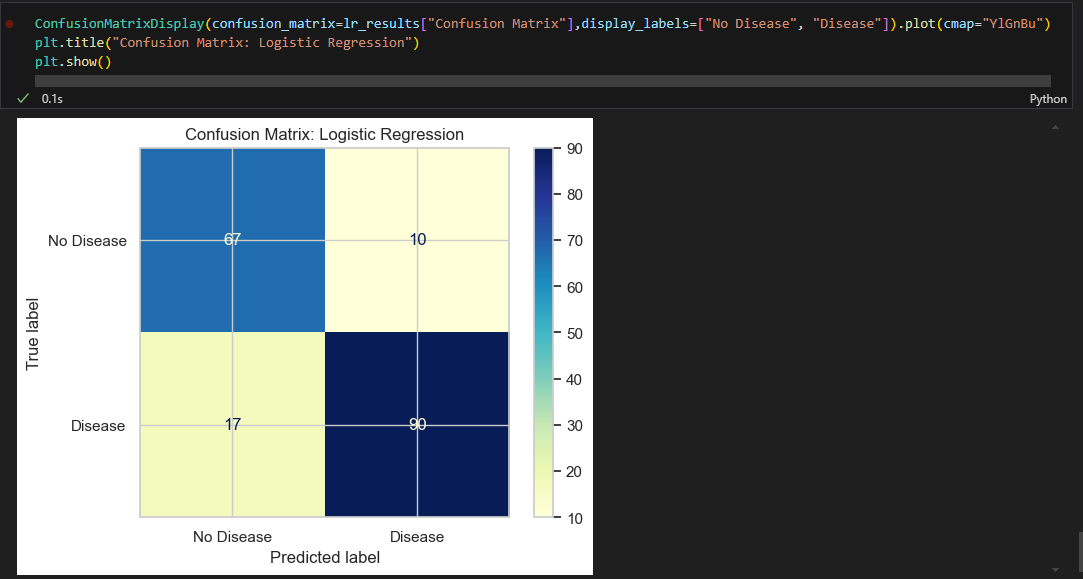 ConfusionMatrixDisplay(confusion_matrix=lr_results["Confusion Matrix"],display_labels=["No Disease", "Disease"]).plot(cmap="YlGnBu")
plt.title("Confusion Matrix: Logistic Regression")
plt.show()
0.1s
Python
Confusion Matrix: Logistic Regression
90
80
70
60
50
40
30
20
10
No Disease
67
10
True label
Disease
17
90
No Disease
Disease
Predicted label